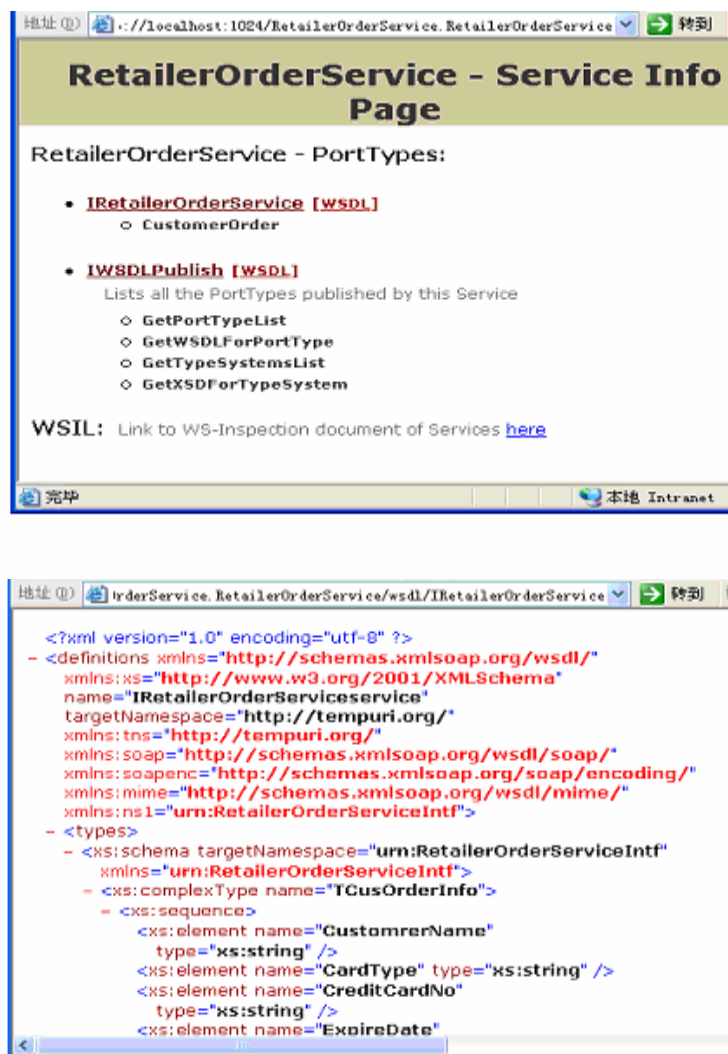 地址(D) ://localhost:1024/RetailerOrderService.RetailerOrderService 转到
RetailerOrderService - Service Info
Page
RetailerOrderService - PortTypes:
• IRetailerOrderService [WSDL]
○ CustomerOrder
• IWSDLPublish [WSDL]
Lists all the PortTypes published by this Service
○ GetPortTypeList
○ GetWSDLForPortType
○ GetTypeSystemsList
○ GetXSDForTypeSystem
WSIL: Link to WS-Inspection document of Services here
完毕 本地 Intranet
地址(D) rderService.RetailerOrderService/wsdl/IRetailerOrderService 转到
<?xml version="1.0" encoding="utf-8" ?>
- <definitions xmlns="http://schemas.xmlsoap.org/wsdl/"
xmlns:xs="http://www.w3.org/2001/XMLSchema"
name="IRetailerOrderServiceservice"
targetNamespace="http://tempuri.org/"
xmlns:tns="http://tempuri.org/"
xmlns:soap="http://schemas.xmlsoap.org/wsdl/soap/"
xmlns:soapenc="http://schemas.xmlsoap.org/soap/encoding/"
xmlns:mime="http://schemas.xmlsoap.org/wsdl/mime/"
xmlns:ns1="urn:RetailerOrderServiceIntf">
- <types>
- <xs:schema targetNamespace="urn:RetailerOrderServiceIntf"
xmlns="urn:RetailerOrderServiceIntf">
- <xs:complexType name="TCusOrderInfo">
- <xs:sequence>
<xs:element name="CustomrerName"
type="xs:string" />
<xs:element name="CardType" type="xs:string" />
<xs:element name="CreditCardNo"
type="xs:string" />
<xs:element name="ExpireDate"